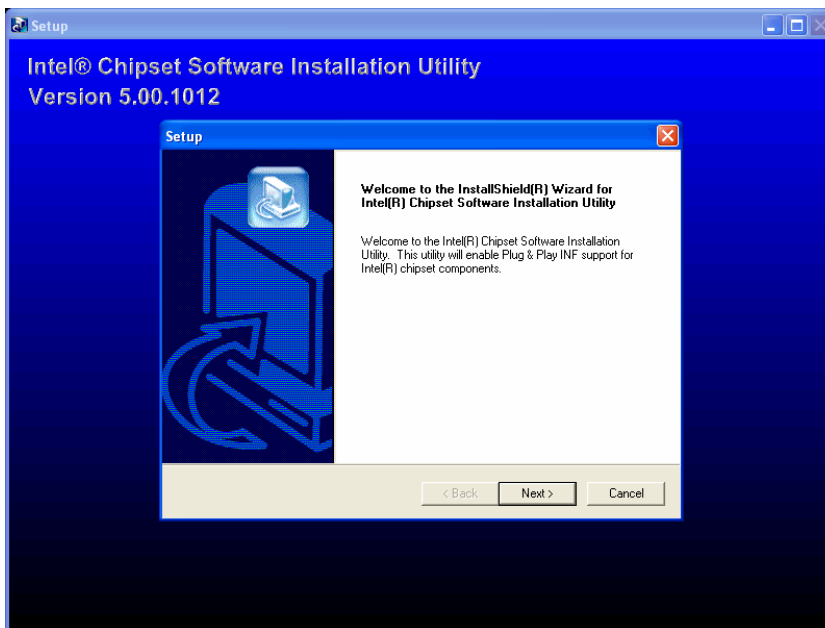 Setup
Intel® Chipset Software Installation Utility
Version 5.00.1012
Setup
Welcome to the InstallShield(R) Wizard for
Intel(R) Chipset Software Installation Utility
Welcome to the Intel(R) Chipset Software Installation
Utility. This utility will enable Plug & Play INF support for
Intel(R) chipset components.
< Back
Next >
Cancel